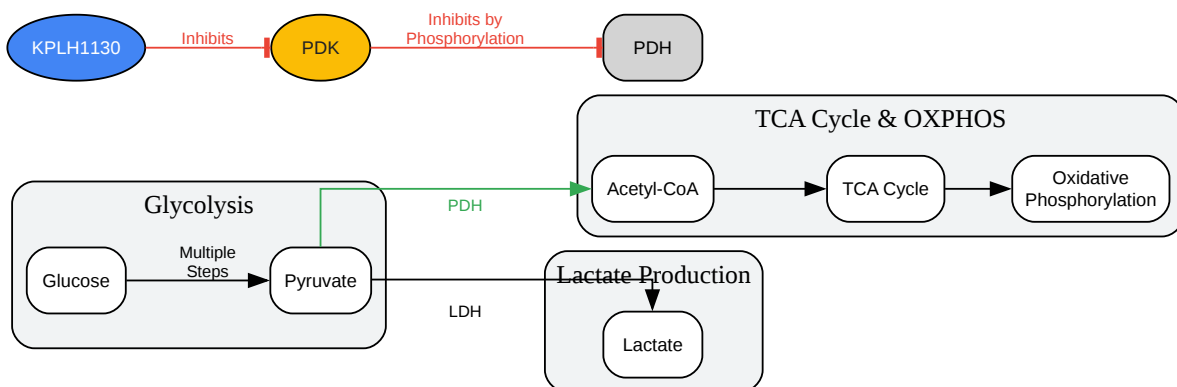 KPLH1130
Inhibits
PDK
Inhibits by
Phosphorylation
PDH
TCA Cycle & OXPHOS
Acetyl-CoA
TCA Cycle
Oxidative
Phosphorylation
Glycolysis
PDH
Glucose
Multiple
Steps
Pyruvate
LDH
Lactate Production
Lactate